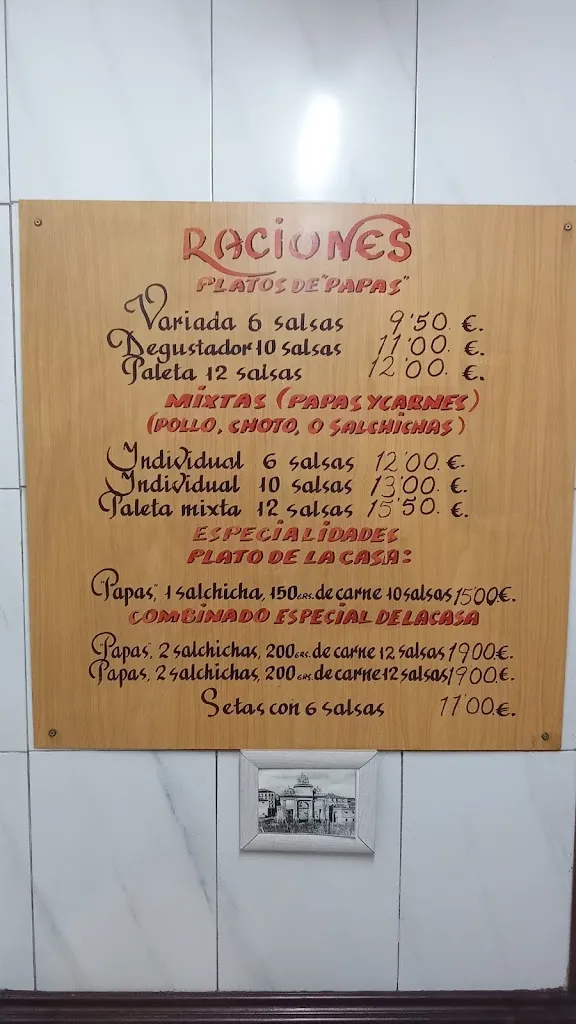 RACIONES
PLATOS DE "PAPAS"
Variada 6 salsas 9'50. €.
Degustador 10 salsas 11'00. €.
Paleta 12 salsas 12'00. €.
MIXTAS (PAPAS Y CARNES)
(POLLO, CHOTO, O SALCHICHAS)
Individual 6 salsas 12'00. €.
Individual 10 salsas 13'00. €.
Paleta mixta 12 salsas 15'50. €.
ESPECIALIDADES
PLATO DE LA CASA:
"Papas", 1 salchicha, 150 GRS. de carne 10 salsas 15'00€.
COMBINADO ESPECIAL DE LA CASA
"Papas", 2 salchichas, 200 GRS. de carne 12 salsas 19'00€.
"Papas", 2 salchichas, 200 GRS. de carne 12 salsas 19'00€.
Setas con 6 salsas 11'00€.